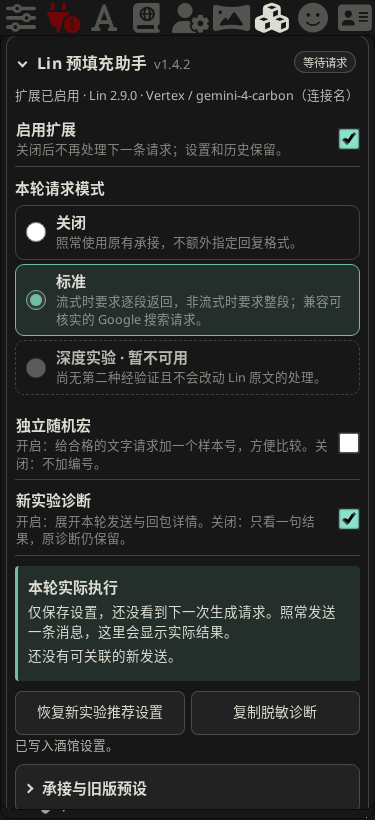 Lin 预填充助手 v1.4.2 等待请求
扩展已启用 · Lin 2.9.0 · Vertex / gemini-4-carbon（连接名）
启用扩展
关闭后不再处理下一条请求；设置和历史保留。
本轮请求模式
关闭
照常使用原有承接，不额外指定回复格式。
标准
流式时要求逐段返回，非流式时要求整段；兼容可
核实的 Google 搜索请求。
深度实验 · 暂不可用
尚无第二种经验证且不会改动 Lin 原文的处理。
独立随机宏
开启：给合格的文字请求加一个样本号，方便比较。关
闭：不加编号。
新实验诊断
开启：展开本轮发送与回包详情。关闭：只看一句结
果，原诊断仍保留。
本轮实际执行
仅保存设置，还没看到下一次生成请求。照常发送
一条消息，这里会显示实际结果。
还没有可关联的新发送。
恢复新实验推荐设置 复制脱敏诊断
已写入酒馆设置。
承接与旧版预设